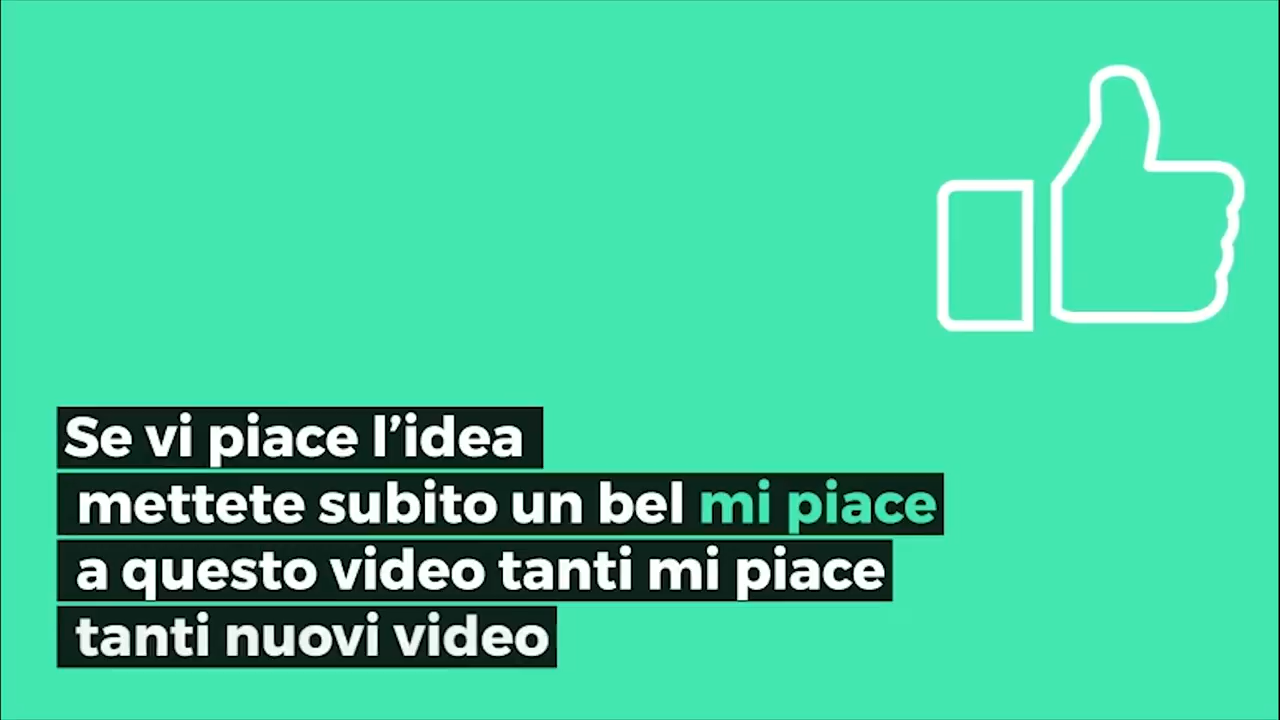 Se vi piace l’idea
mettete subito un bel mi piace
a questo video tanti mi piace
tanti nuovi video